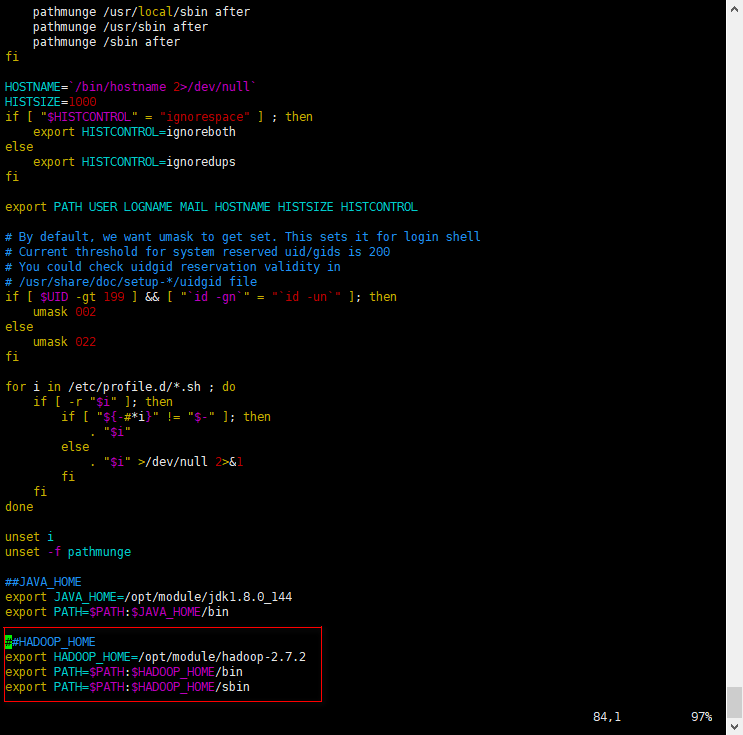 pathmunge /usr/local/sbin after
    pathmunge /usr/sbin after
    pathmunge /sbin after
fi

HOSTNAME=`/bin/hostname 2>/dev/null`
HISTSIZE=1000
if [ "$HISTCONTROL" = "ignorespace" ] ; then
    export HISTCONTROL=ignoreboth
else
    export HISTCONTROL=ignoredups
fi

export PATH USER LOGNAME MAIL HOSTNAME HISTSIZE HISTCONTROL

# By default, we want umask to get set. This sets it for login shell
# Current threshold for system reserved uid/gids is 200
# You could check uidgid reservation validity in
# /usr/share/doc/setup-*/uidgid file
if [ $UID -gt 199 ] && [ "`id -gn`" = "`id -un`" ]; then
    umask 002
else
    umask 022
fi

for i in /etc/profile.d/*.sh ; do
    if [ -r "$i" ]; then
        if [ "${-#*i}" != "$-" ]; then
            . "$i"
        else
            . "$i" >/dev/null 2>&1
        fi
    fi
done

unset i
unset -f pathmunge

##JAVA_HOME
export JAVA_HOME=/opt/module/jdk1.8.0_144
export PATH=$PATH:$JAVA_HOME/bin

##HADOOP_HOME
export HADOOP_HOME=/opt/module/hadoop-2.7.2
export PATH=$PATH:$HADOOP_HOME/bin
export PATH=$PATH:$HADOOP_HOME/sbin
84,1 97%